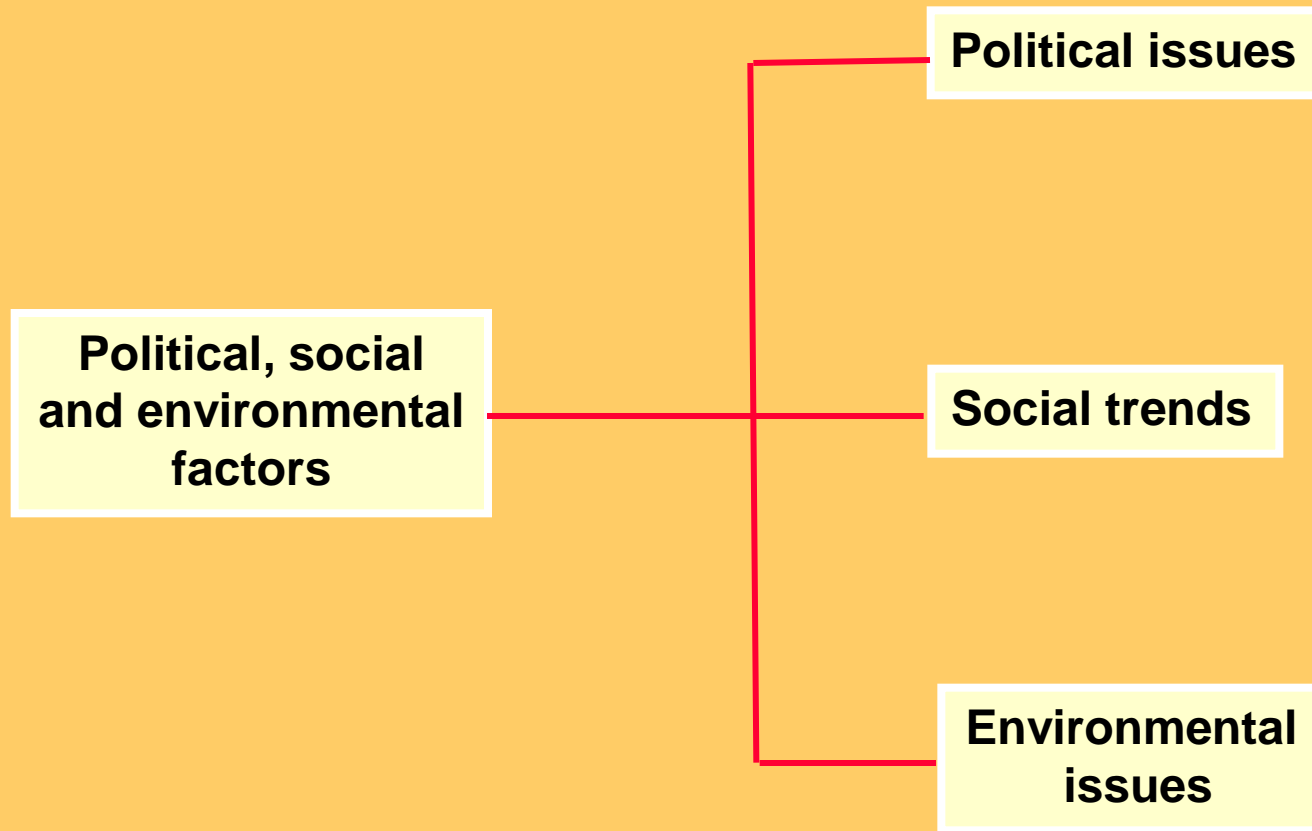 Political issues
Political, social
and environmental
factors
Social trends
Environmental
issues